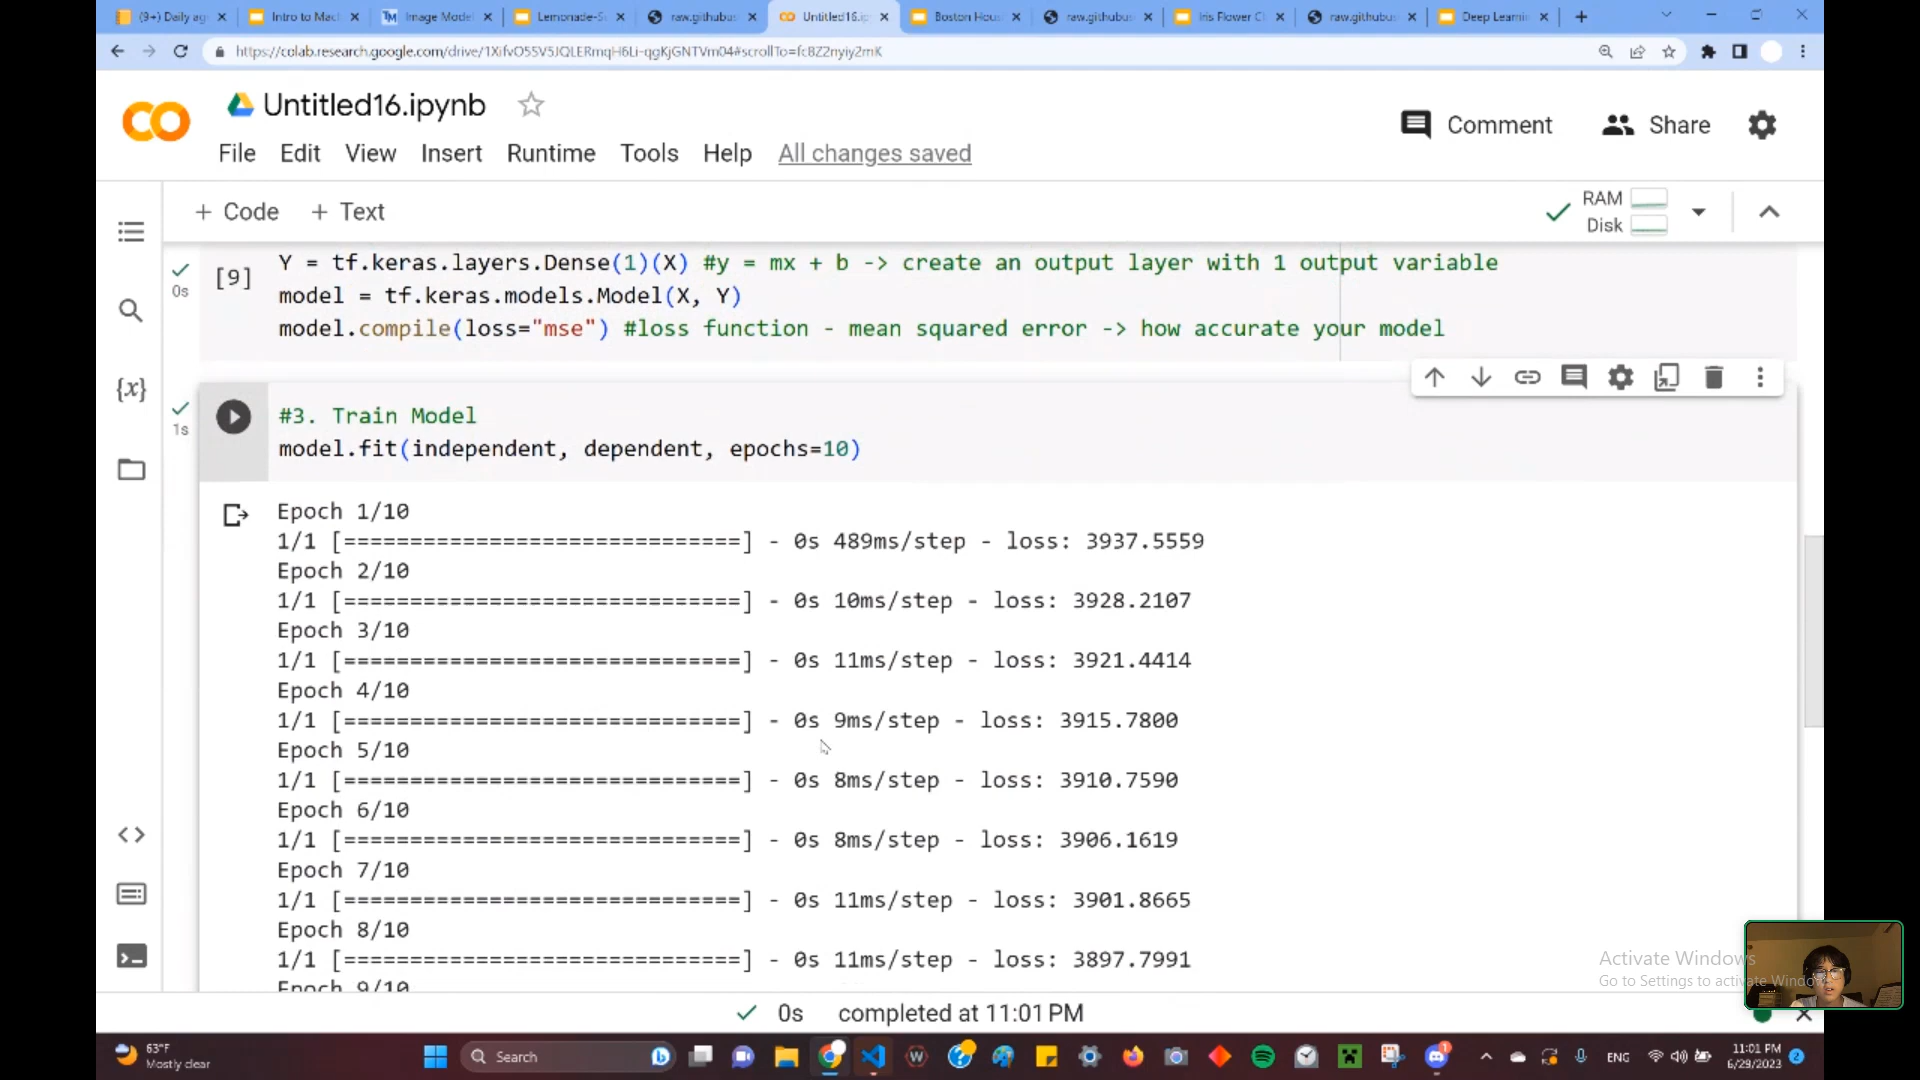 (9+) Daily ag
Intro to Mac
Image Model
Lemonade-S
raw.githubus
Untitled16.ip
Boston Hous
raw.githubus
Iris Flower C
raw.githubus
Deep Learnin
https://colab.research.google.com/drive/1XifvO5SV5JQLERmqH6Li-qgKjGNTVm04#scrollTo=fc8Z2nyiy2mK
Untitled16.ipynb
Comment
Share
File Edit View Insert Runtime Tools Help All changes saved
+ Code + Text
RAM
Disk
[9]
0s
Y = tf.keras.layers.Dense(1)(X) #y = mx + b -> create an output layer with 1 output variable
model = tf.keras.models.Model(X, Y)
model.compile(loss="mse") #loss function - mean squared error -> how accurate your model
{x}
1s
#3. Train Model
model.fit(independent, dependent, epochs=10)
Epoch 1/10
1/1 [==============================] - 0s 489ms/step - loss: 3937.5559
Epoch 2/10
1/1 [==============================] - 0s 10ms/step - loss: 3928.2107
Epoch 3/10
1/1 [==============================] - 0s 11ms/step - loss: 3921.4414
Epoch 4/10
1/1 [==============================] - 0s 9ms/step - loss: 3915.7800
Epoch 5/10
1/1 [==============================] - 0s 8ms/step - loss: 3910.7590
Epoch 6/10
1/1 [==============================] - 0s 8ms/step - loss: 3906.1619
Epoch 7/10
1/1 [==============================] - 0s 11ms/step - loss: 3901.8665
Epoch 8/10
1/1 [==============================] - 0s 11ms/step - loss: 3897.7991
Epoch 9/10
Activate Windows
Go to Settings to activate Windo
0s completed at 11:01 PM
63°F
Mostly clear
Search
ENG
11:01 PM
6/29/2023
2